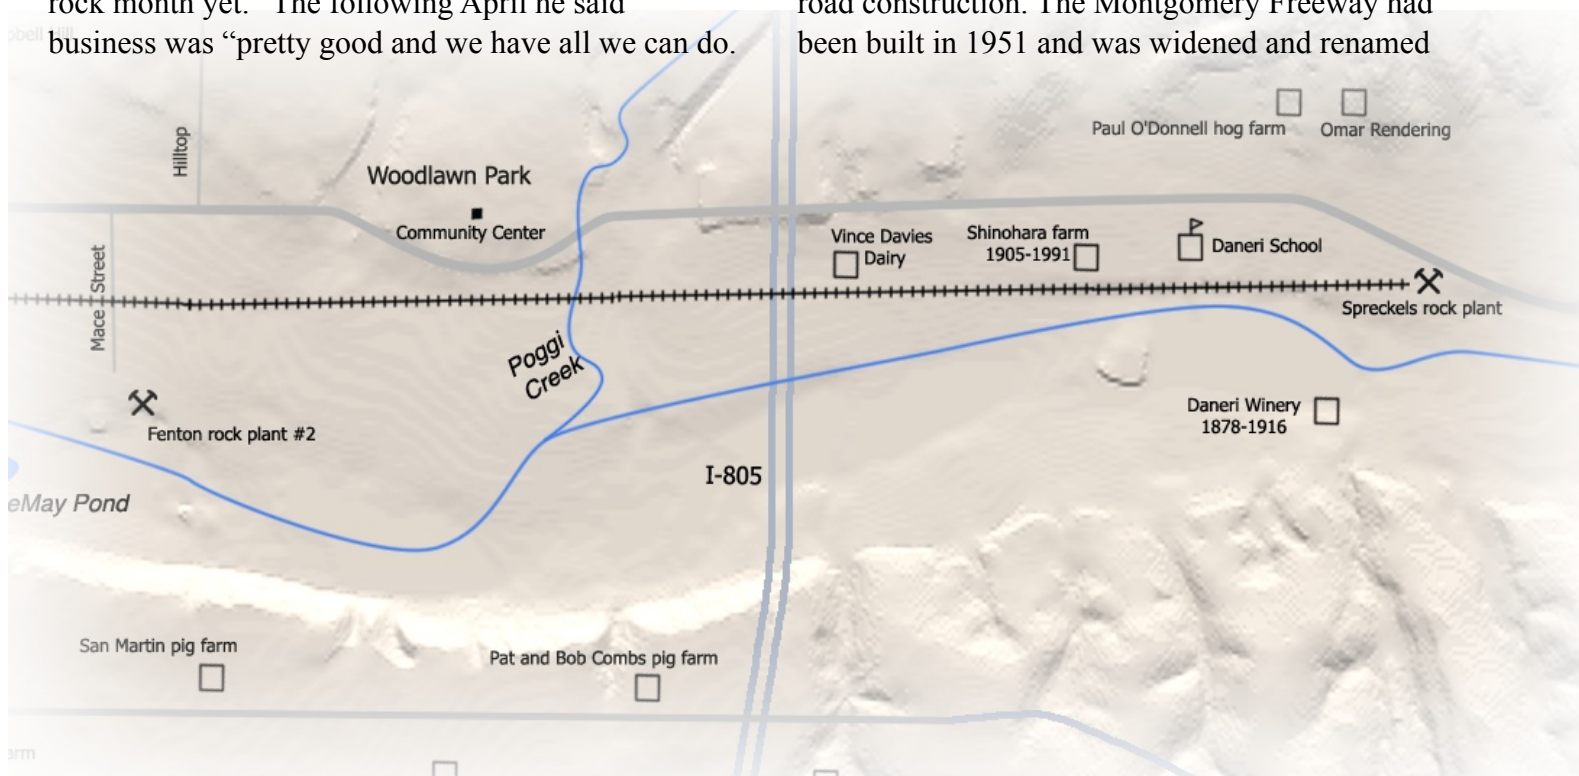 rock month yet.” The following April he said
business was “pretty good and we have all we can do.
road construction. The Montgomery Freeway had
been built in 1951 and was widened and renamed
Hilltop
Woodlawn Park
Community Center
Mace Street
Paul O'Donnell hog farm
Omar Rendering
Vince Davies
Dairy
Shinohara farm
1905-1991
Daneri School
Spreckels rock plant
Poggi
Creek
Fenton rock plant #2
Daneri Winery
1878-1916
I-805
eMay Pond
San Martin pig farm
Pat and Bob Combs pig farm
arm